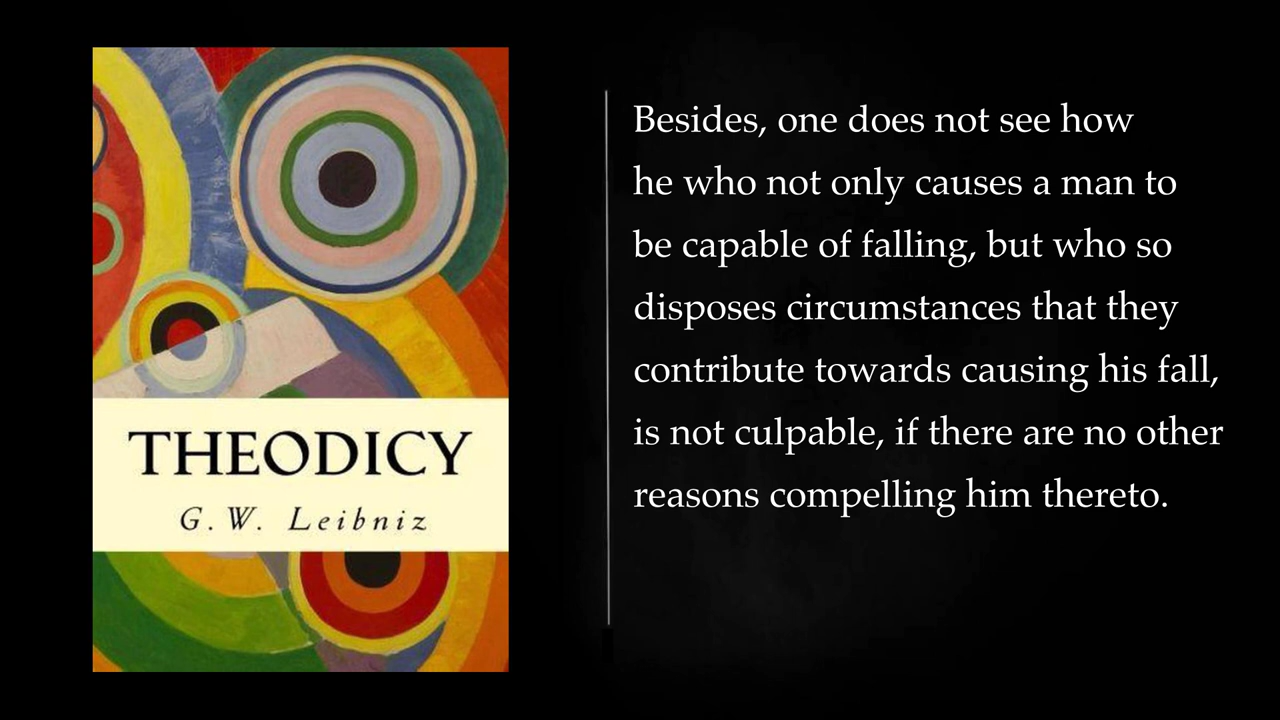 THEODICY
G.W. Leibniz
Besides, one does not see how
he who not only causes a man to
be capable of falling, but who so
disposes circumstances that they
contribute towards causing his fall,
is not culpable, if there are no other
reasons compelling him thereto.